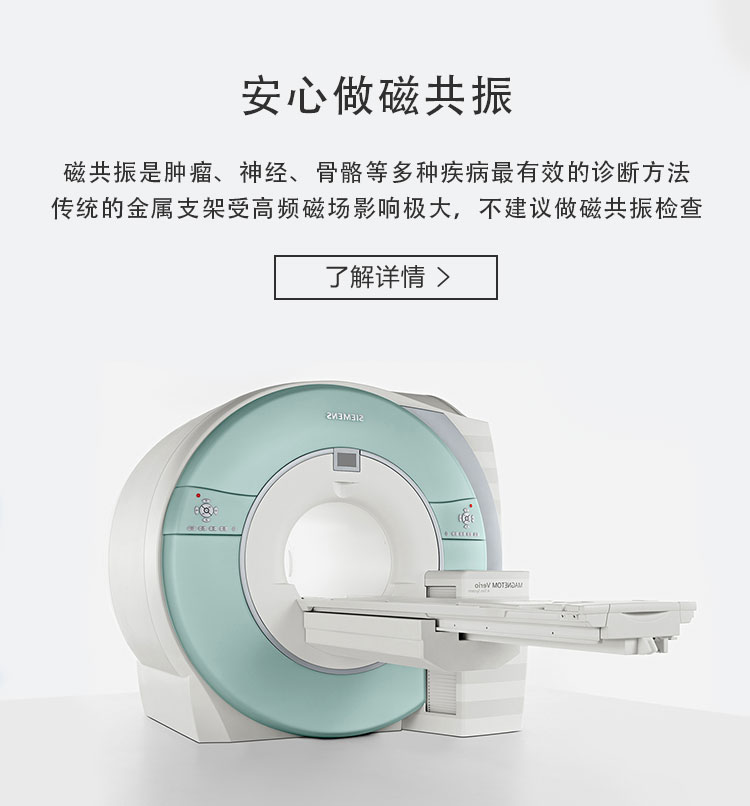 安心做磁共振
磁共振是肿瘤、神经、骨骼等多种疾病最有效的诊断方法
传统的金属支架受高频磁场影响极大，不建议做磁共振检查
了解详情 >
SIEMENS
MAGNETOM Verio